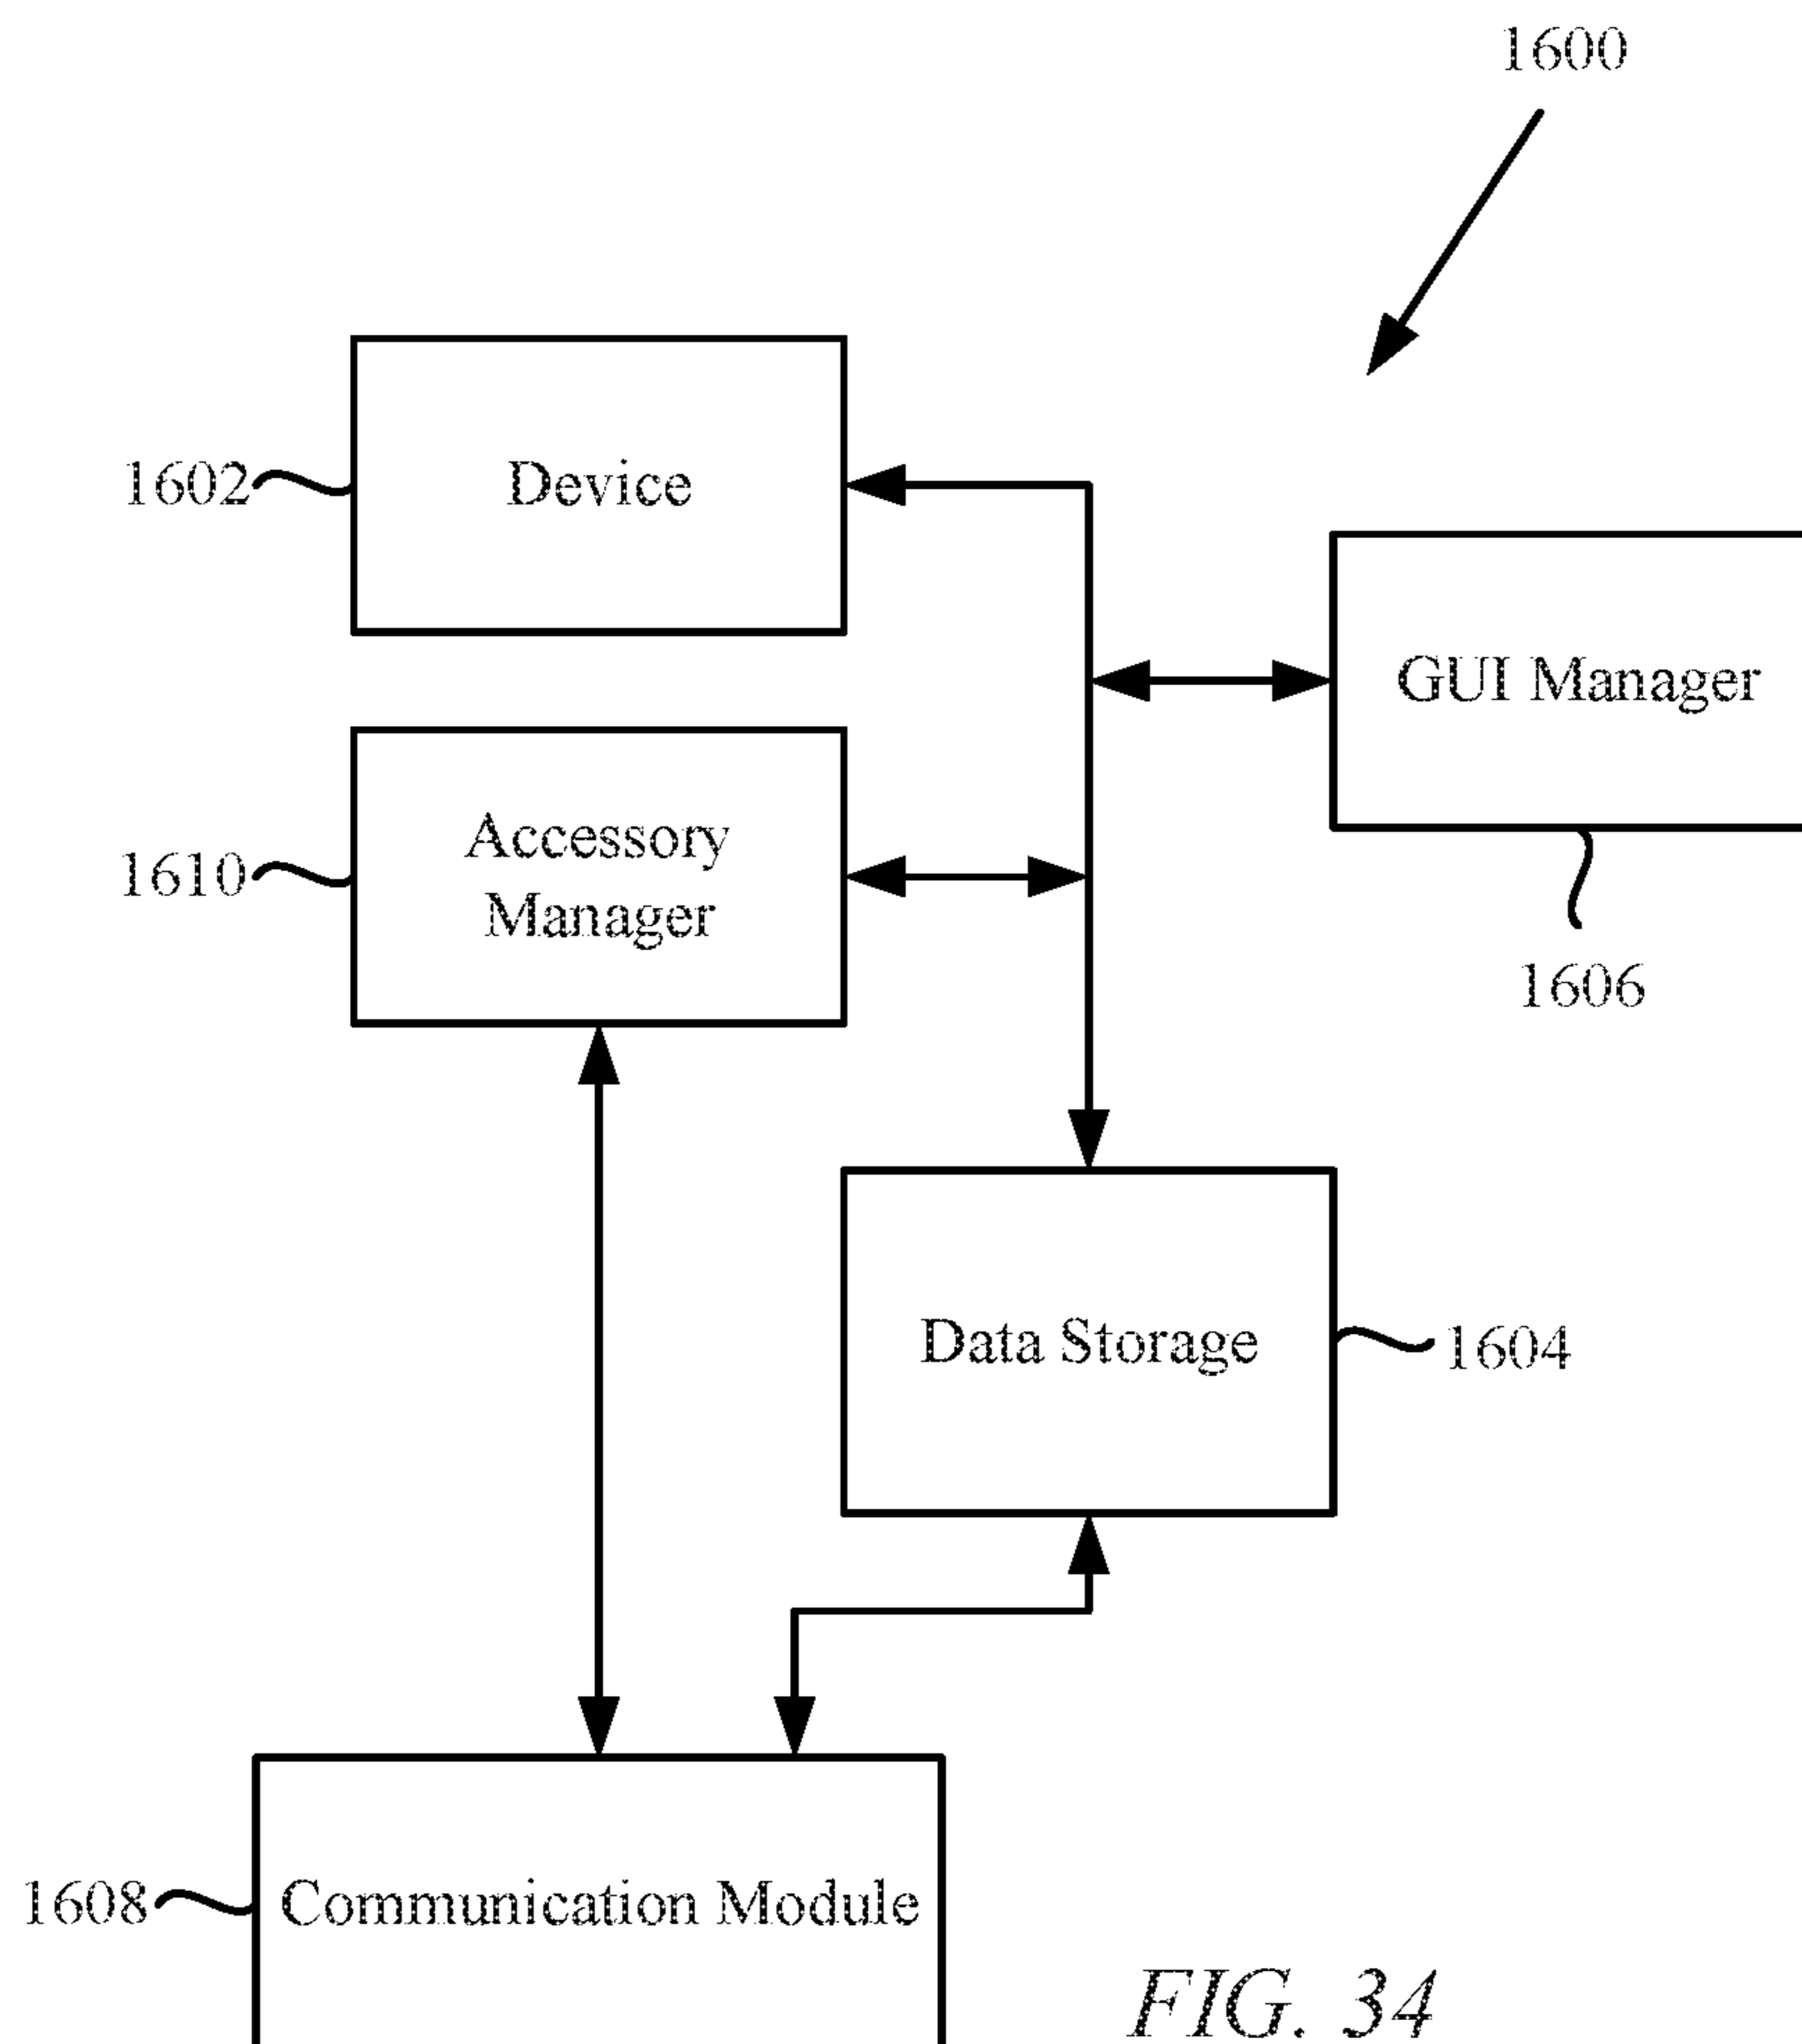 1600
1602
Device
GUI Manager
1610
Accessory
Manager
1606
Data Storage
1604
1608
Communication Module
FIG. 34